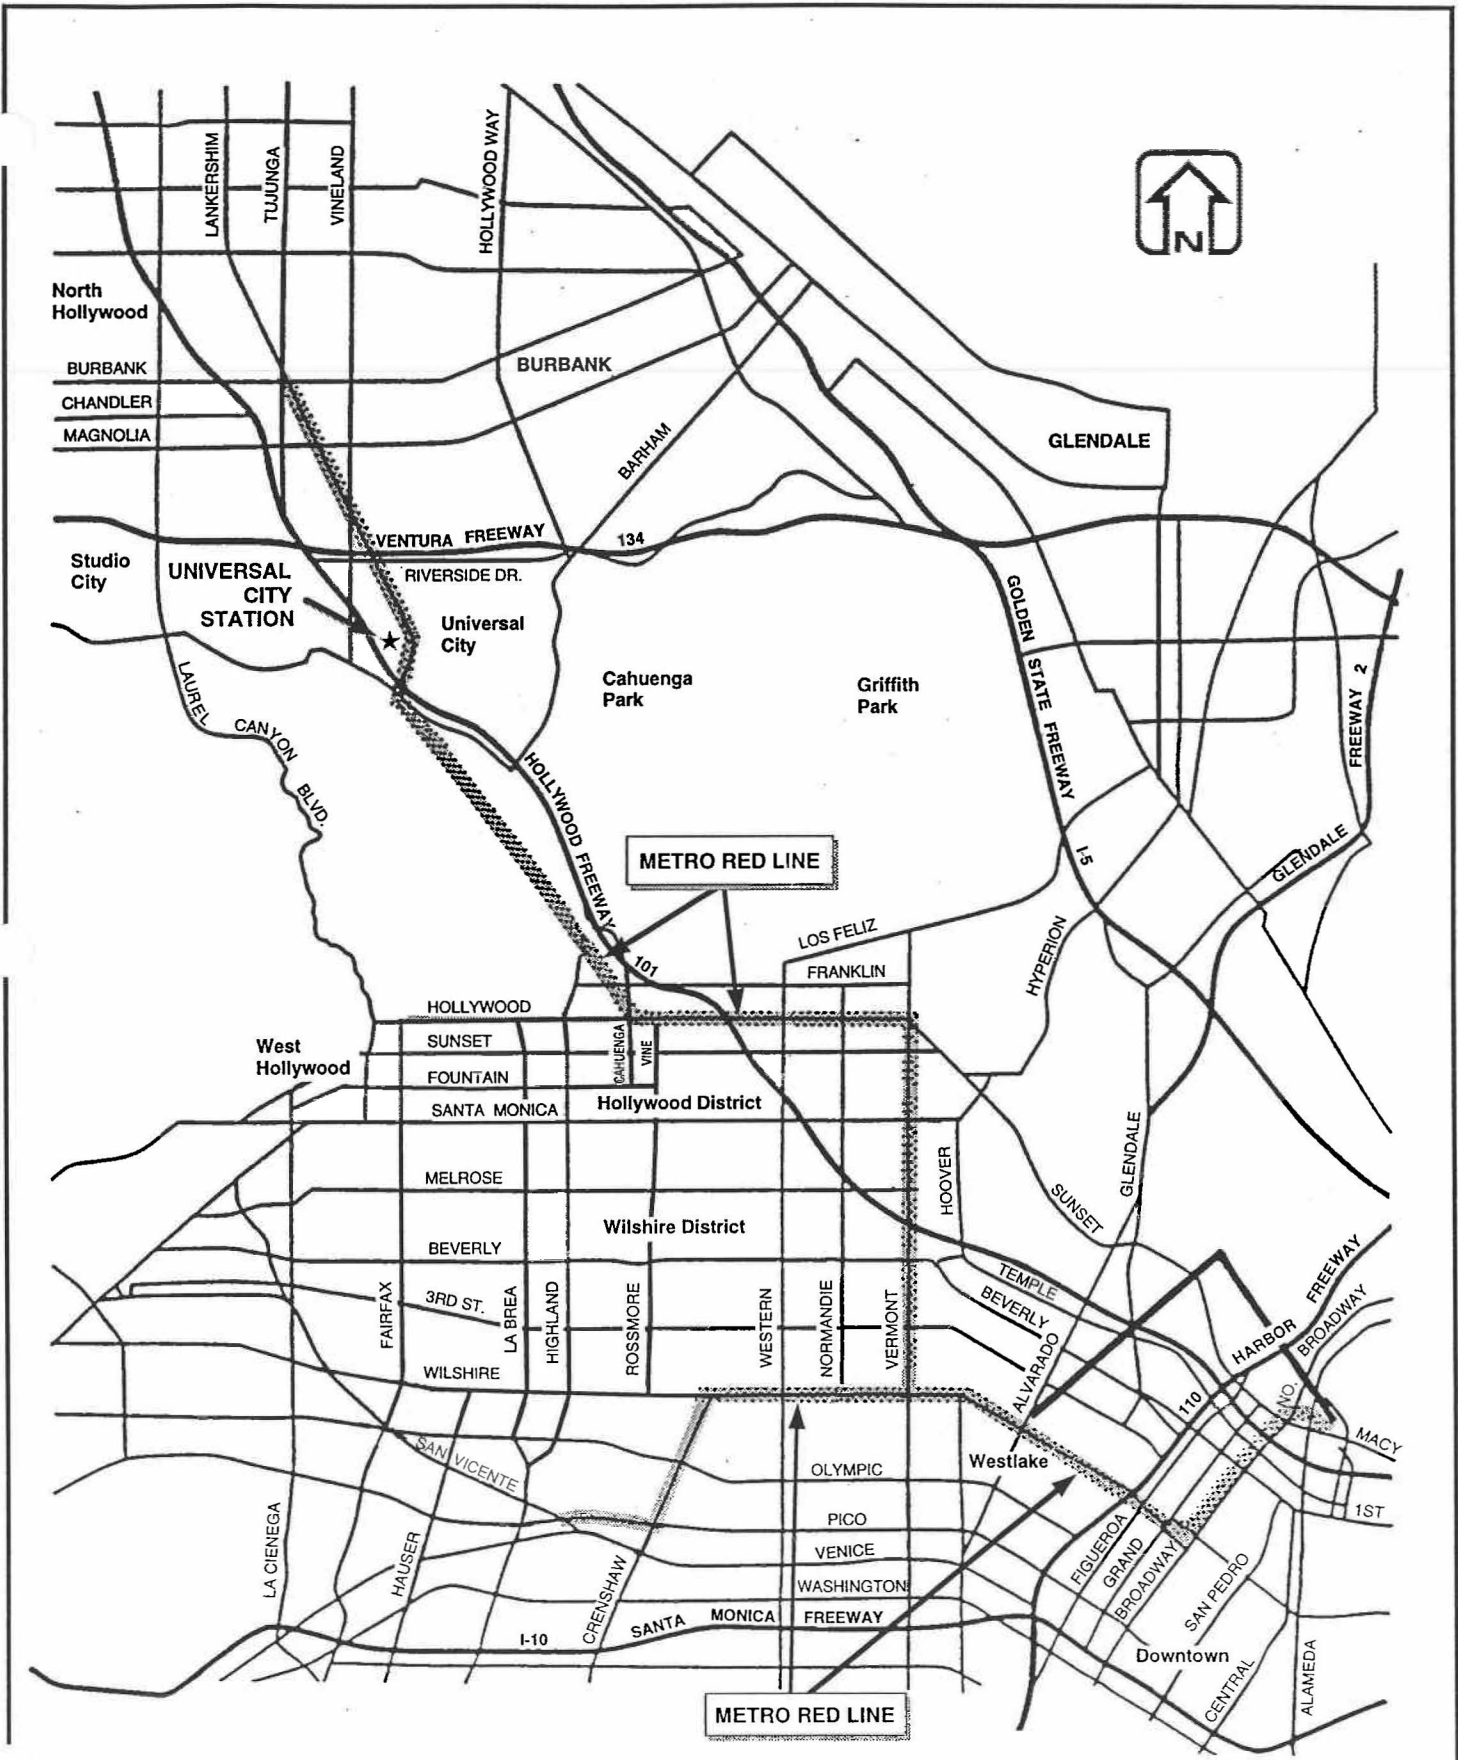 LANKERSHIM
TUJUNGA
VINELAND
HOLLYWOOD WAY
N
North
Hollywood
BURBANK
BURBANK
CHANDLER
MAGNOLIA
BARHAM
GLENDALE
VENTURA FREEWAY
134
Studio
City
UNIVERSAL
CITY
STATION
RIVERSIDE DR.
Universal
City
GOLDEN STATE FREEWAY
Cahuenga
Park
Griffith
Park
FREEWAY 2
LAUREL CANYON BLVD.
HOLLYWOOD FREEWAY
METRO RED LINE
I-5
GLENDALE
LOS FELIZ
101
FRANKLIN
HYPERION
HOLLYWOOD
West
Hollywood
SUNSET
CAHUENGA
VINE
FOUNTAIN
SANTA MONICA
Hollywood District
MELROSE
HOOVER
GLENDALE
SUNSET
Wilshire District
BEVERLY
TEMPLE
BEVERLY
FAIRFAX
3RD ST.
LA BREA
HIGHLAND
ROSSMORE
WESTERN
NORMANDIE
VERMONT
ALVARADO
HARBOR FREEWAY
NO. BROADWAY
WILSHIRE
110
MACY
SAN VICENTE
Westlake
OLYMPIC
1ST
PICO
LA CIENEGA
HAUSER
CRENSHAW
VENICE
FIGUEROA
GRAND
BROADWAY
SAN PEDRO
WASHINGTON
I-10
SANTA MONICA FREEWAY
Downtown
CENTRAL
ALAMEDA
METRO RED LINE